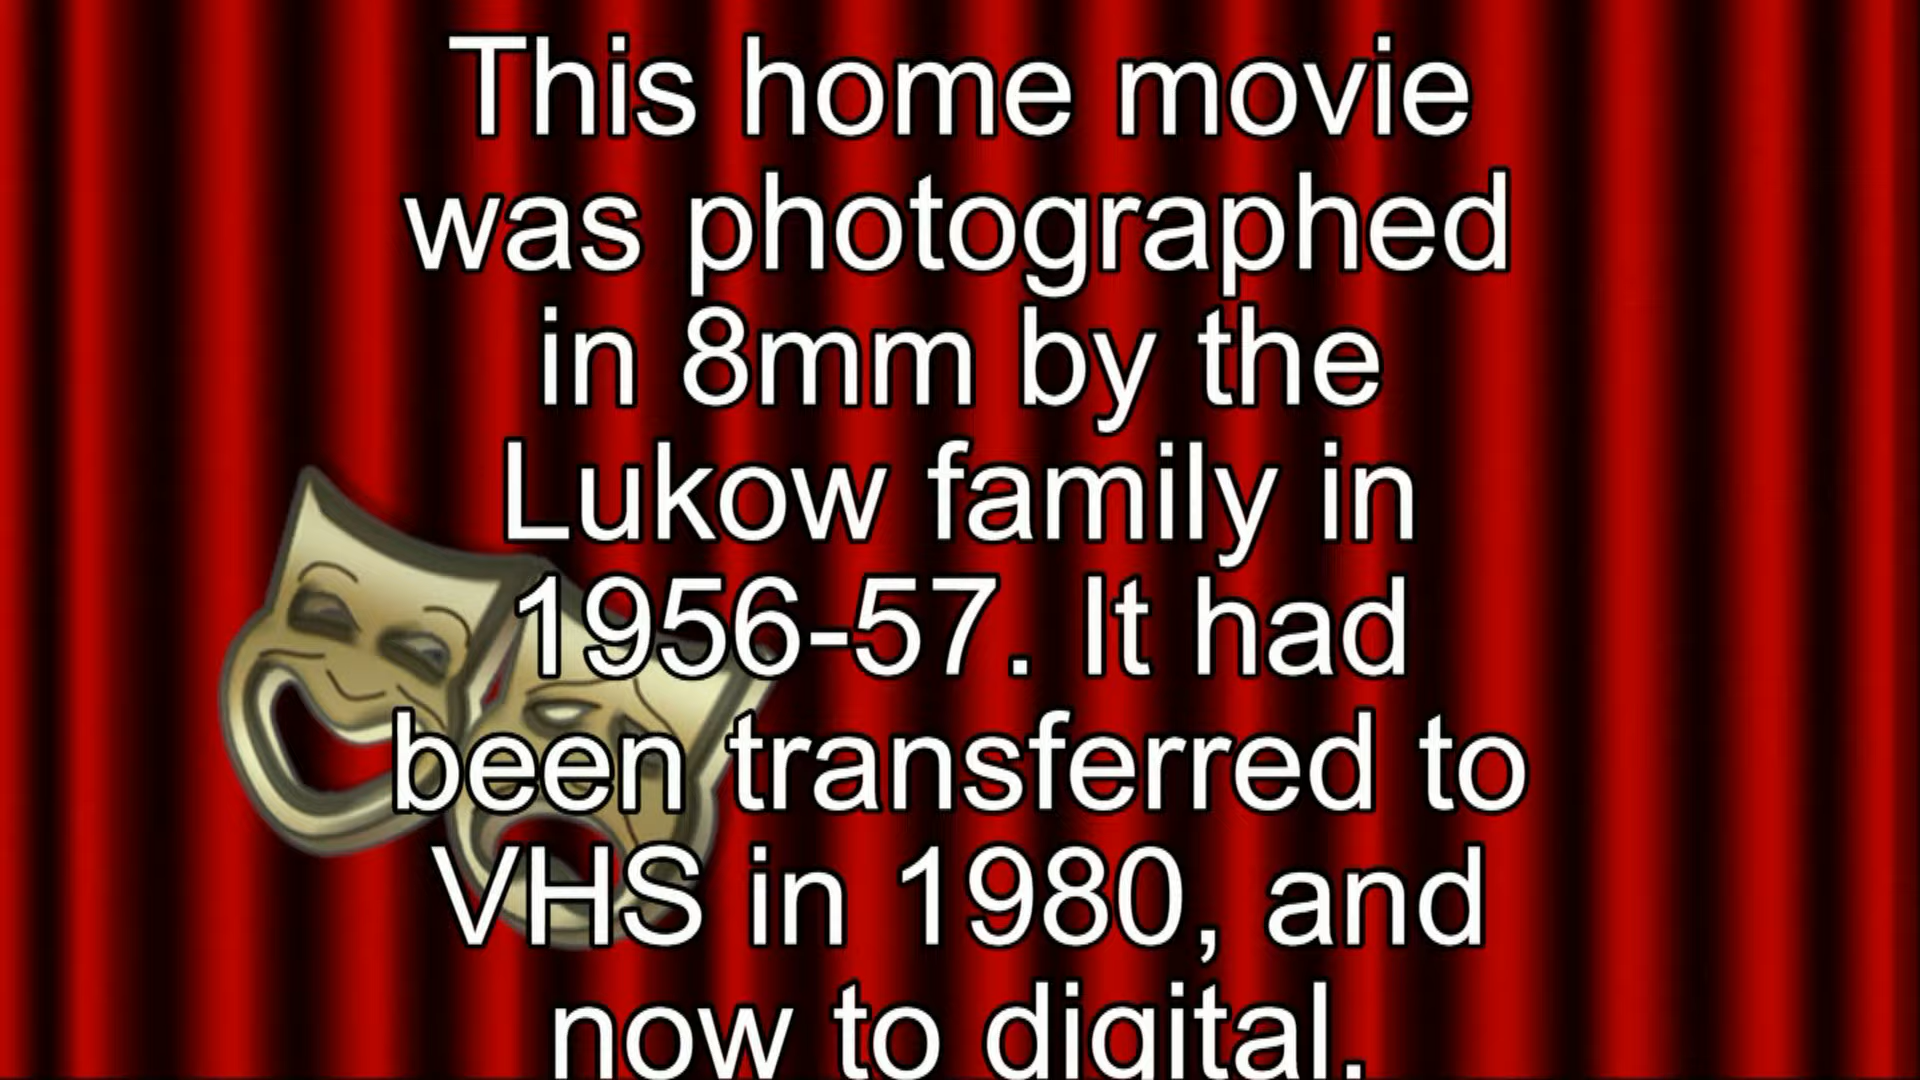 This home movie
was photographed
in 8mm by the
Lukow family in
1956-57. It had
been transferred to
VHS in 1980, and
now to digital.